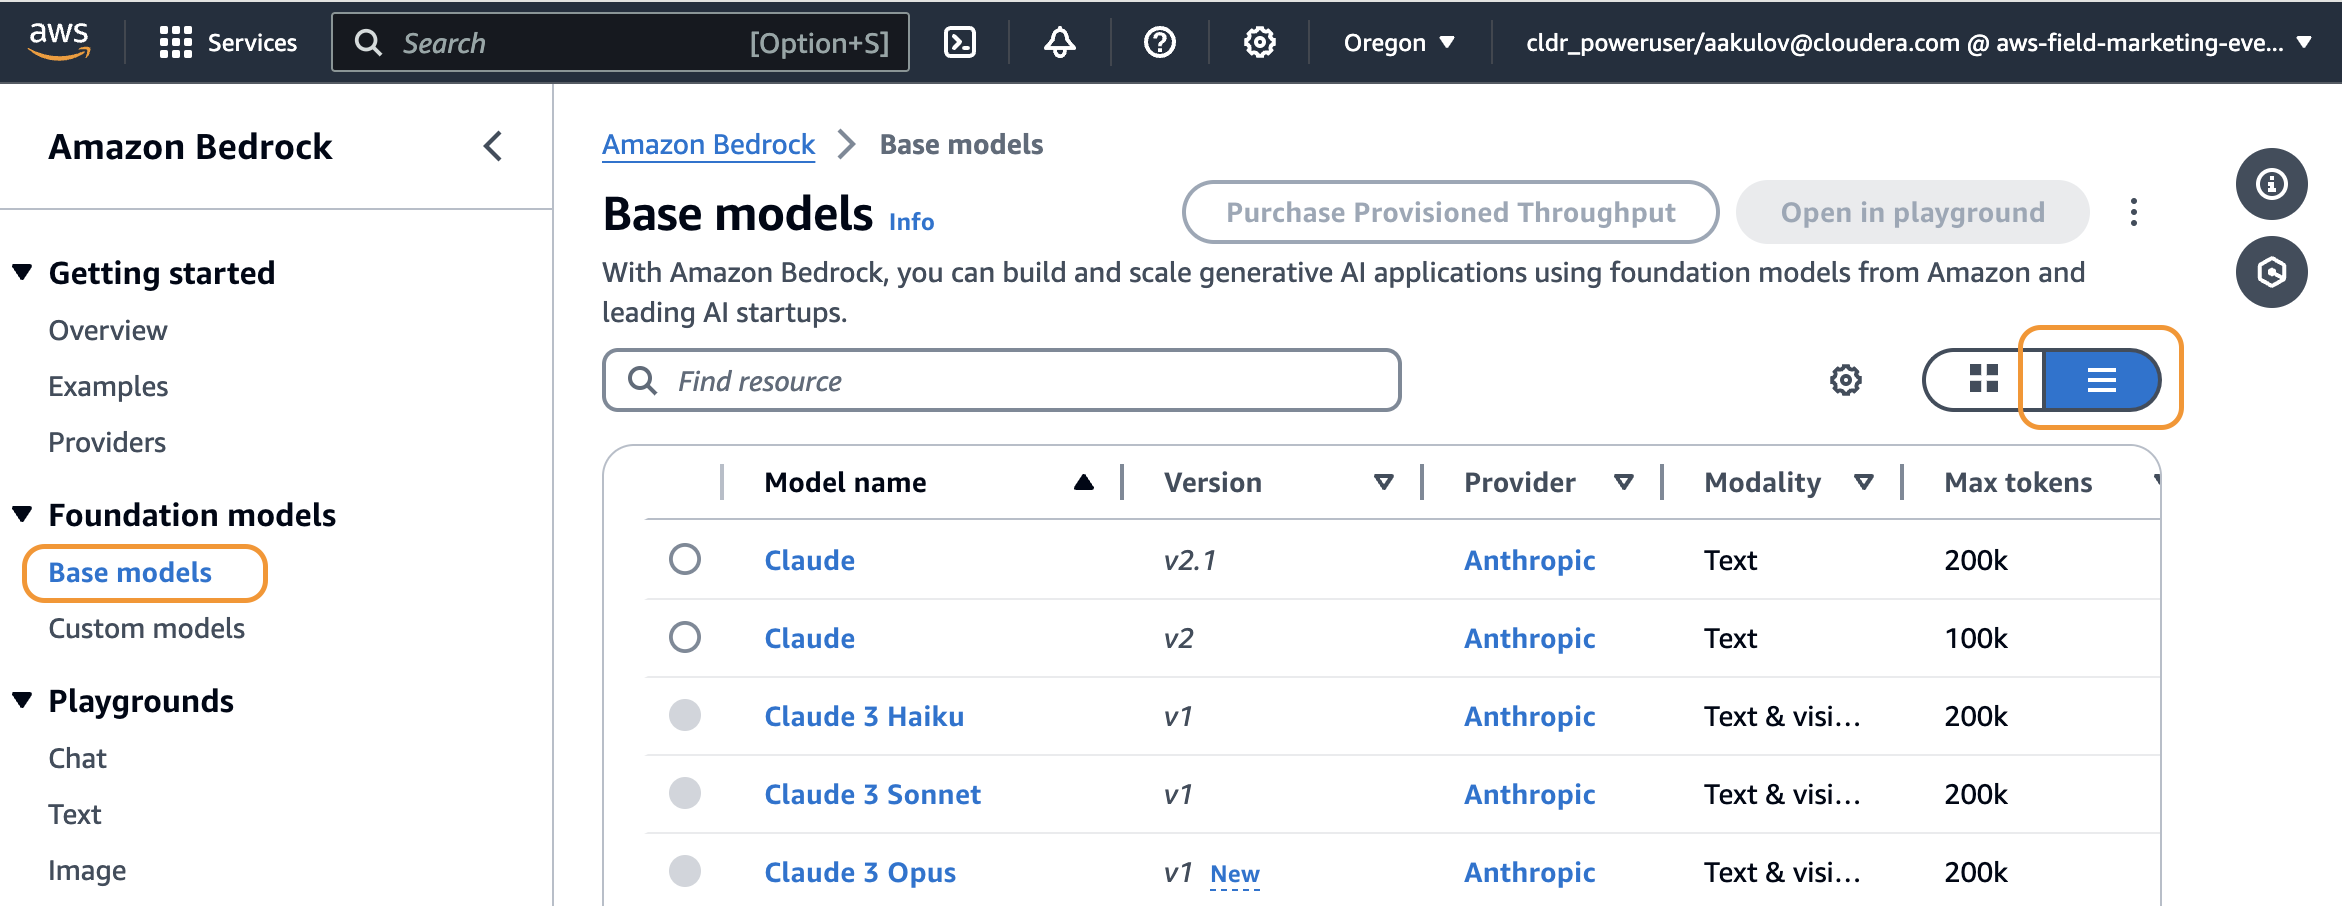 aws
Services
Search [Option+S]
Oregon
cldr_poweruser/aakulov@cloudera.com @ aws-field-marketing-eve...
Amazon Bedrock
Getting started
Overview
Examples
Providers
Foundation models
Base models
Custom models
Playgrounds
Chat
Text
Image
Amazon Bedrock > Base models
Base models Info
Purchase Provisioned Throughput
Open in playground
With Amazon Bedrock, you can build and scale generative AI applications using foundation models from Amazon and
leading AI startups.
Find resource
Model name Version Provider Modality Max tokens
Claude v2.1 Anthropic Text 200k
Claude v2 Anthropic Text 100k
Claude 3 Haiku v1 Anthropic Text & visi... 200k
Claude 3 Sonnet v1 Anthropic Text & visi... 200k
Claude 3 Opus v1 New Anthropic Text & visi... 200k